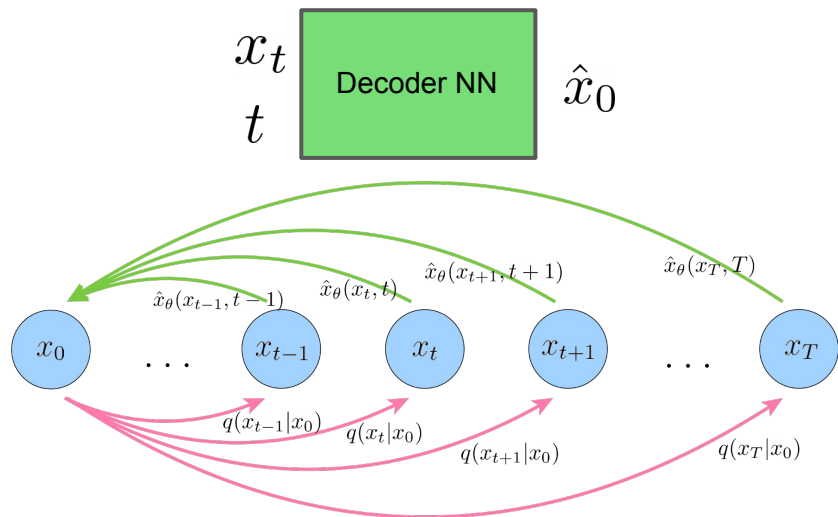 x_t
Decoder NN
x̂_0
t
x̂_θ(x_{t−1}, t−1)
x̂_θ(x_t, t)
x̂_θ(x_{t+1}, t+1)
x̂_θ(x_T, T)
x_0 ... x_{t−1} x_t x_{t+1} ... x_T
q(x_{t−1}|x_0)
q(x_t|x_0)
q(x_{t+1}|x_0)
q(x_T|x_0)